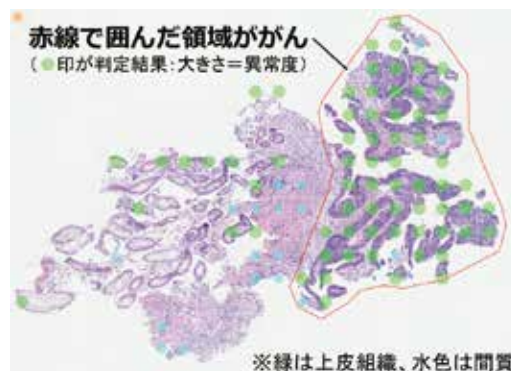 赤線で囲んだ領域ががん
(●印が判定結果:大きさ=異常度)
※緑は上皮組織、水色は間質